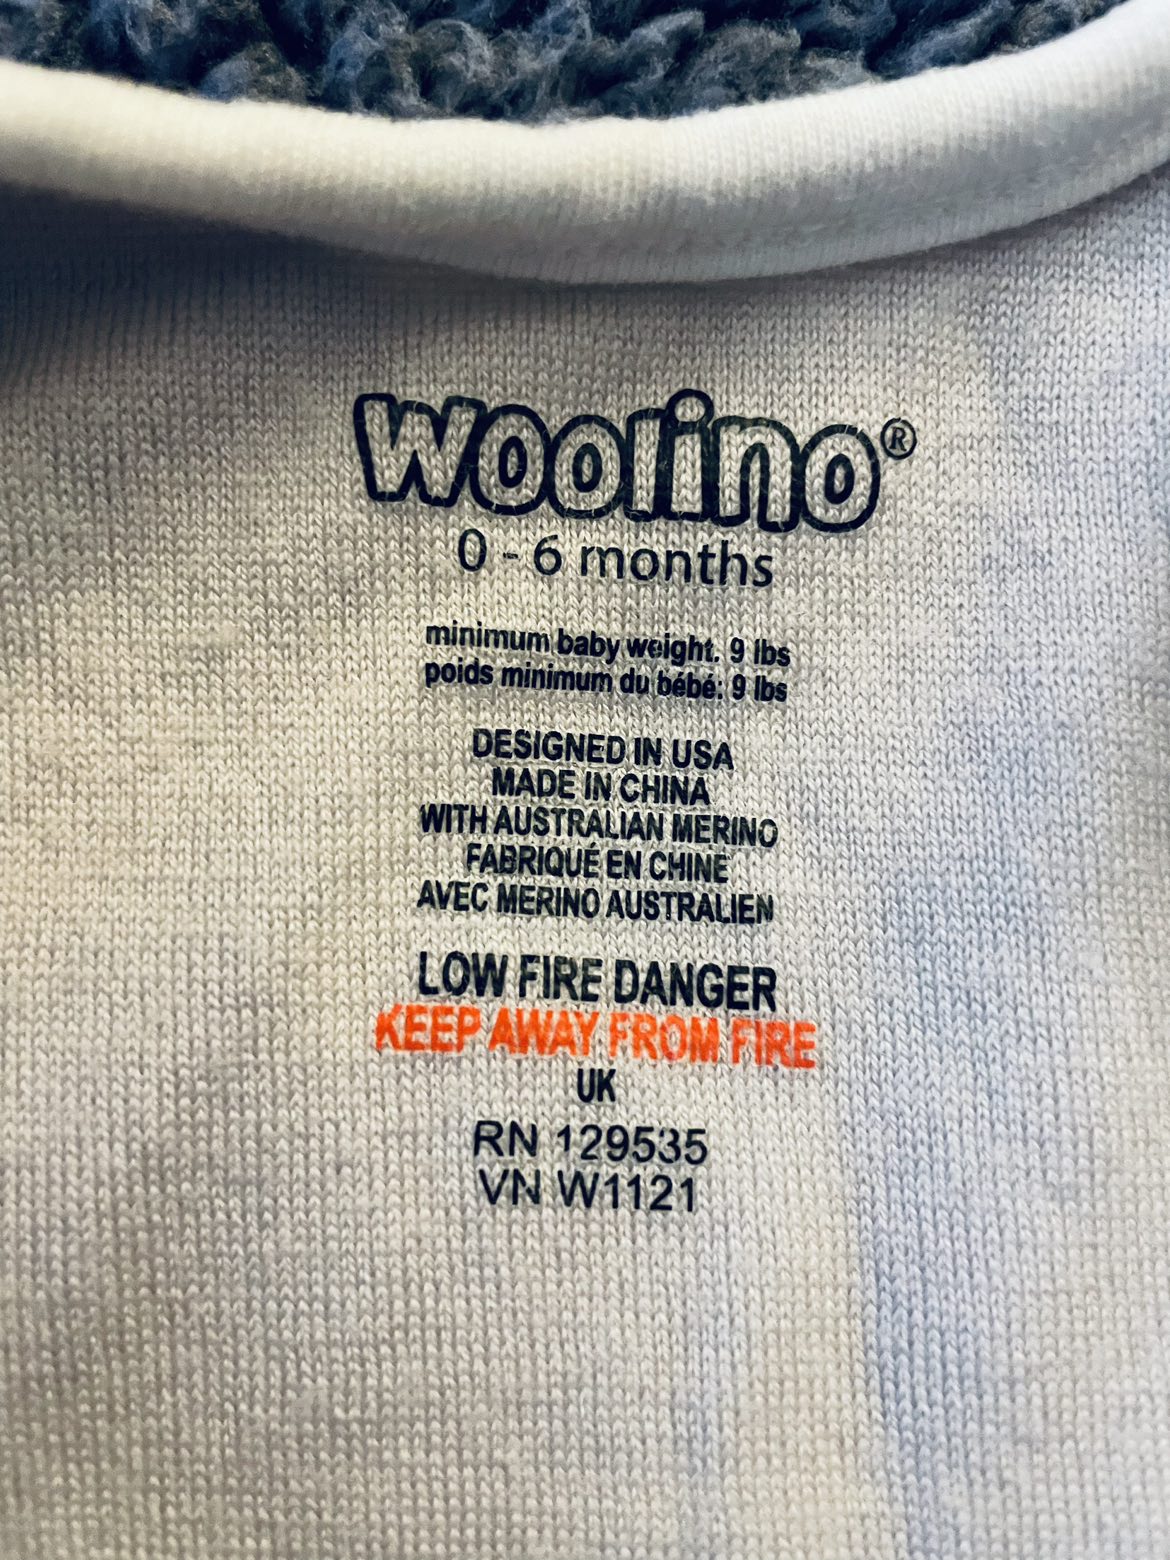 woolino®
0 - 6 months
minimum baby weight. 9 lbs
poids minimum du bébé: 9 lbs
DESIGNED IN USA
MADE IN CHINA
WITH AUSTRALIAN MERINO
FABRIQUÉ EN CHINE
AVEC MERINO AUSTRALIEN
LOW FIRE DANGER
KEEP AWAY FROM FIRE
UK
RN 129535
VN W1121